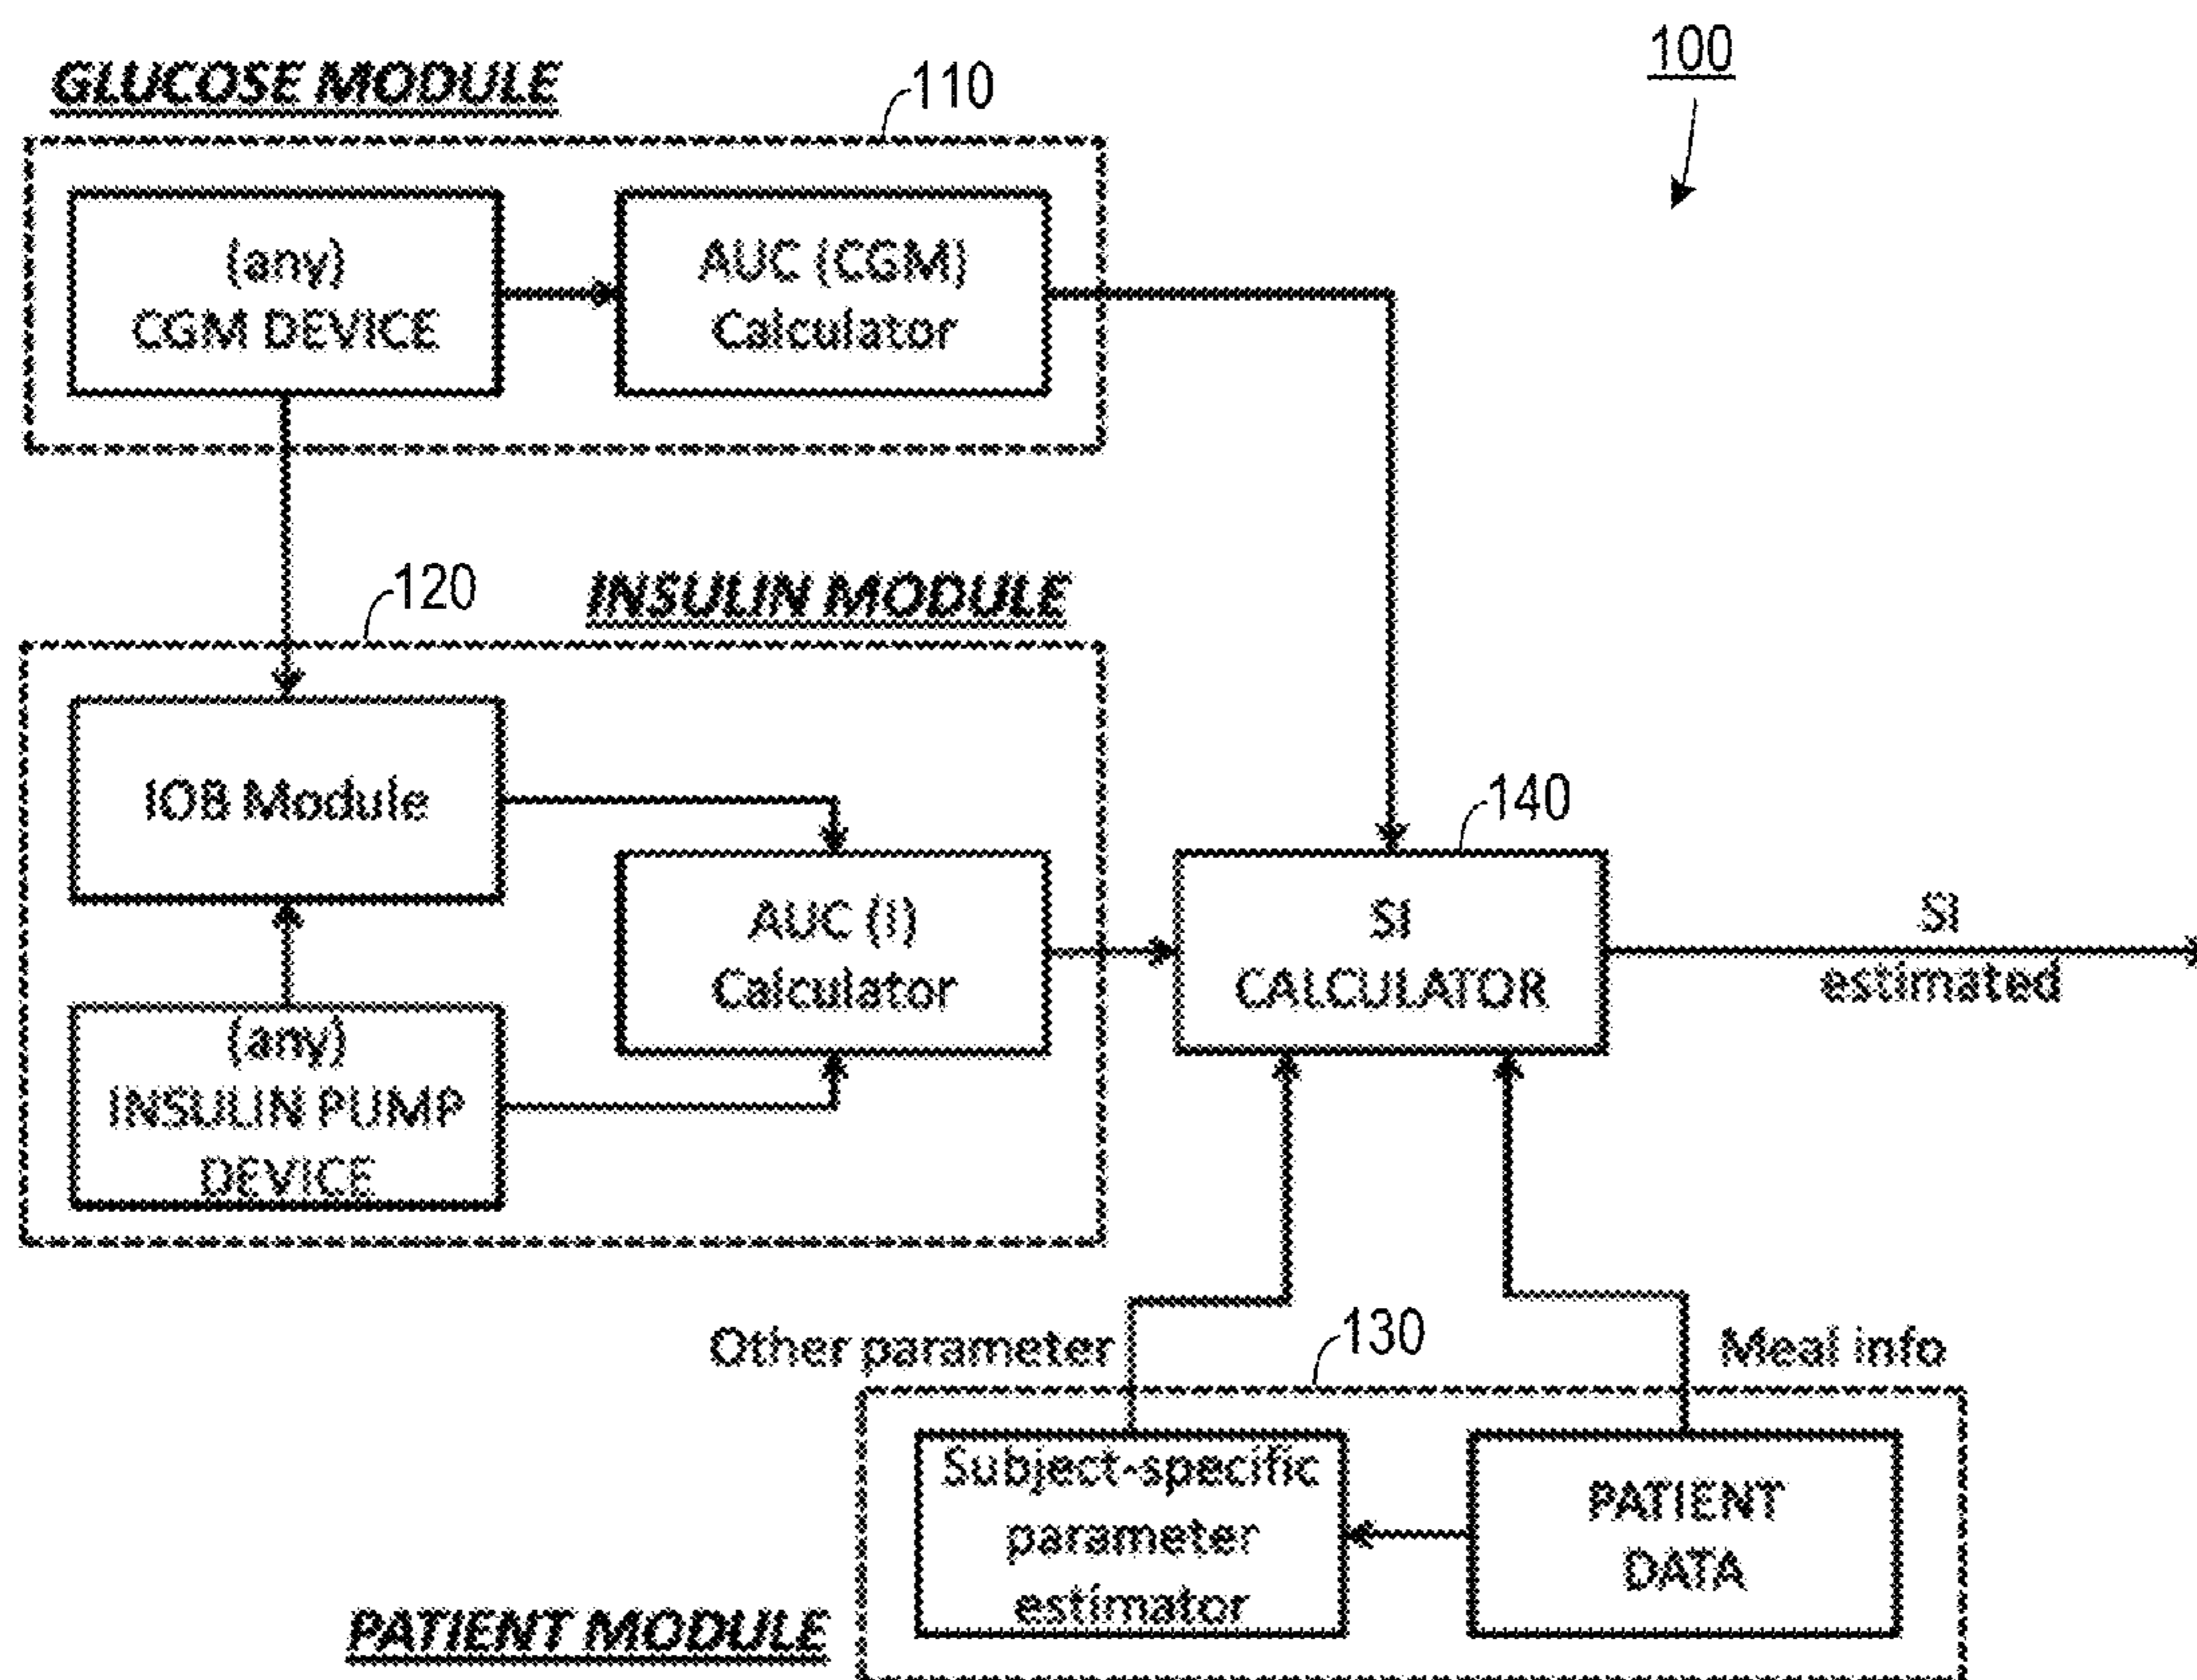 100
GLUCOSE MODULE
110
(any)
CGM DEVICE
AUC (CGM)
Calculator
120
INSULIN MODULE
IOB Module
AUC (I)
Calculator
(any)
INSULIN PUMP
DEVICE
140
SI
CALCULATOR
SI
estimated
Other parameter
130
Meal info
Subject-specific
parameter
estimator
PATIENT
DATA
PATIENT MODULE